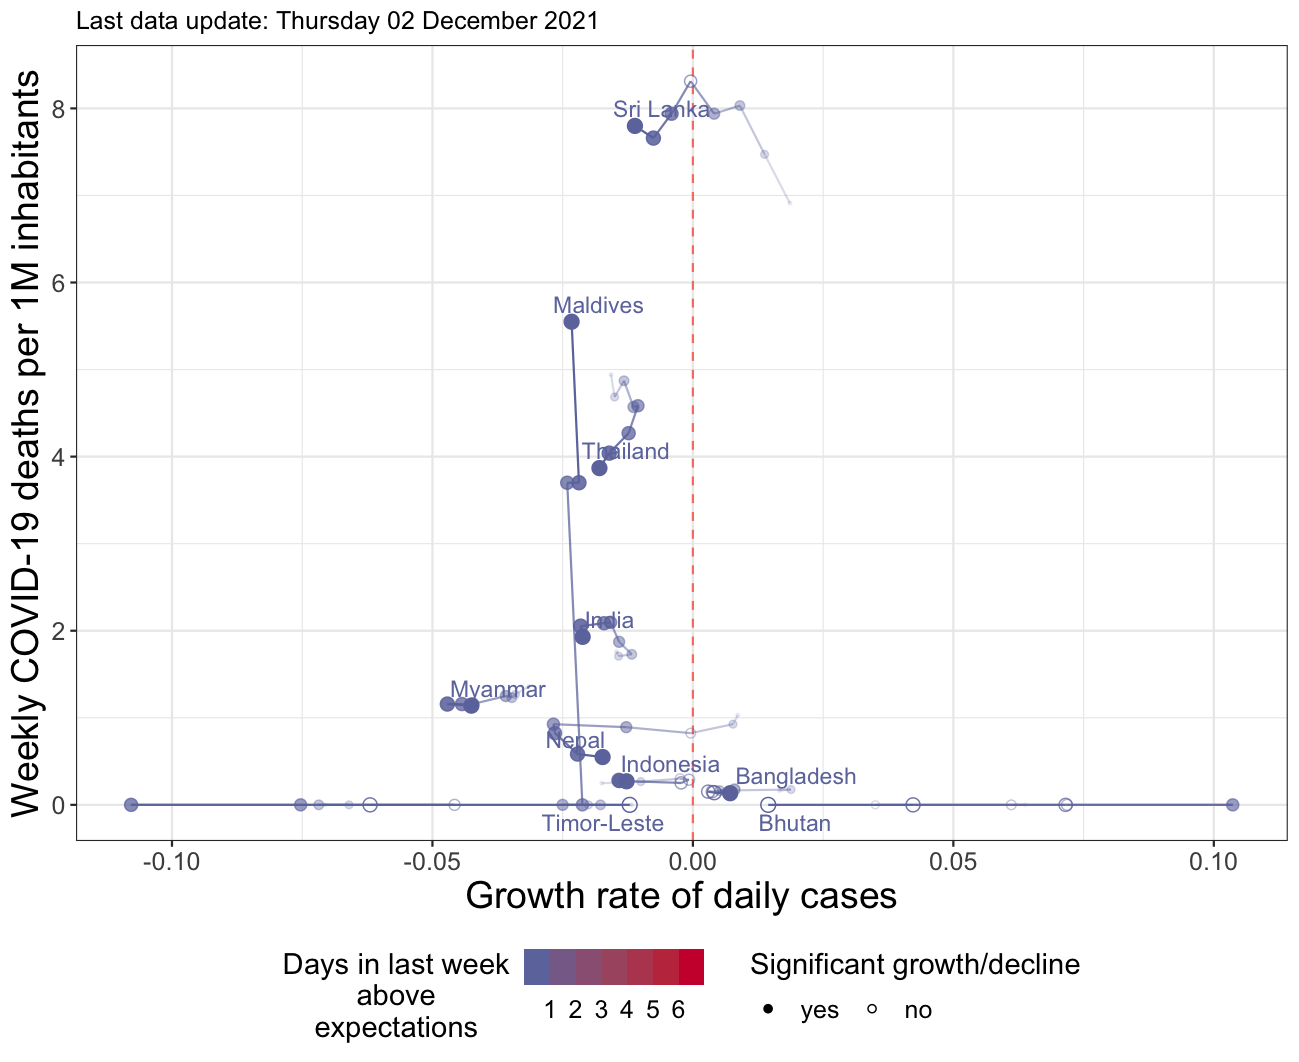 Last data update: Thursday 02 December 2021
Weekly COVID-19 deaths per 1M inhabitants
8
6
4
2
0
Sri Lanka
Maldives
Thailand
India
Myanmar
Nepal
Indonesia
Bangladesh
Timor-Leste
Bhutan
-0.10
-0.05
0.00
0.05
0.10
Growth rate of daily cases
Days in last week
above
expectations
1 2 3 4 5 6
Significant growth/decline
yes no